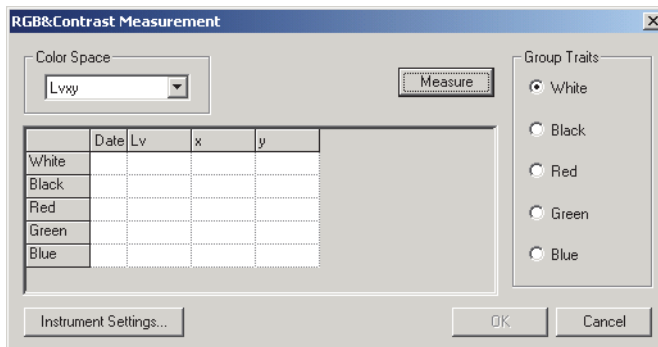 RGB&Contrast Measurement
Color Space
Lvxy
Measure
Group Traits
White
Black
Red
Green
Blue
Date Lv x y
White
Black
Red
Green
Blue
Instrument Settings...
OK
Cancel